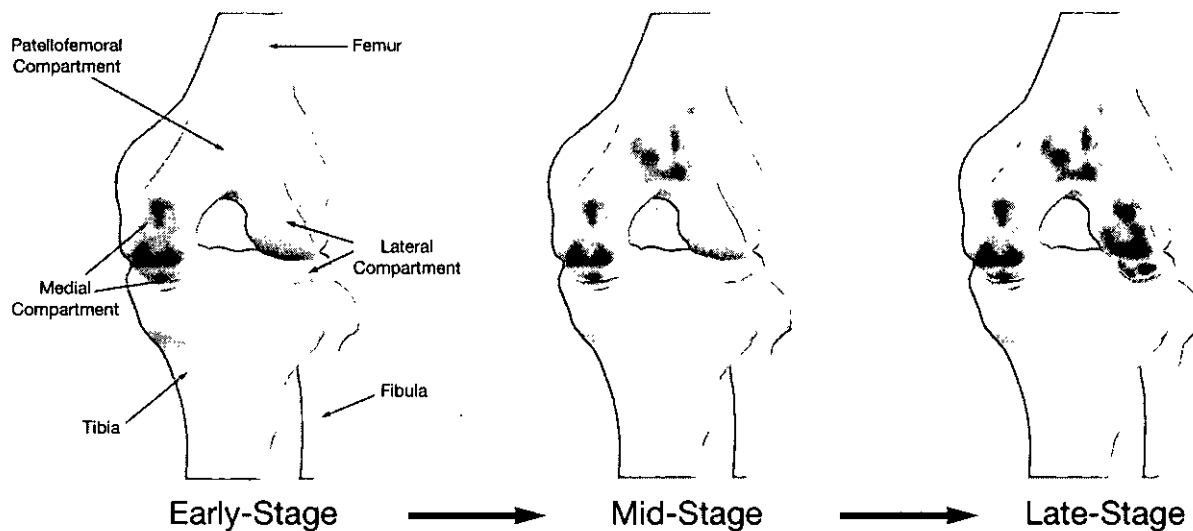 Patellofemoral
Compartment
Femur
Lateral
Compartment
Medial
Compartment
Tibia
Fibula
Early-Stage
Mid-Stage
Late-Stage